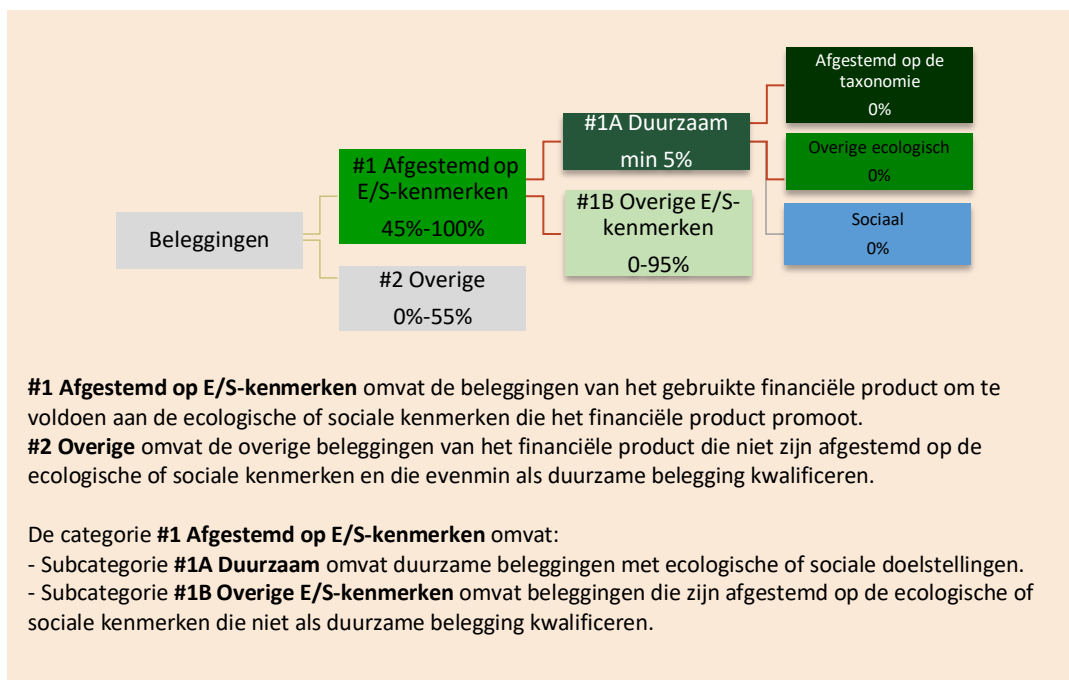 Beleggingen
#1 Afgestemd op
E/S-kenmerken
45%-100%
#2 Overige
0%-55%
#1A Duurzaam
min 5%
#1B Overige E/S-
kenmerken
0-95%
Afgestemd op de
taxonomie
0%
Overige ecologisch
0%
Sociaal
0%
#1 Afgestemd op E/S-kenmerken omvat de beleggingen van het gebruikte financiële product om te
voldoen aan de ecologische of sociale kenmerken die het financiële product promoot.
#2 Overige omvat de overige beleggingen van het financiële product die niet zijn afgestemd op de
ecologische of sociale kenmerken en die evenmin als duurzame belegging kwalificeren.
De categorie #1 Afgestemd op E/S-kenmerken omvat:
- Subcategorie #1A Duurzaam omvat duurzame beleggingen met ecologische of sociale doelstellingen.
- Subcategorie #1B Overige E/S-kenmerken omvat beleggingen die zijn afgestemd op de ecologische of
sociale kenmerken die niet als duurzame belegging kwalificeren.